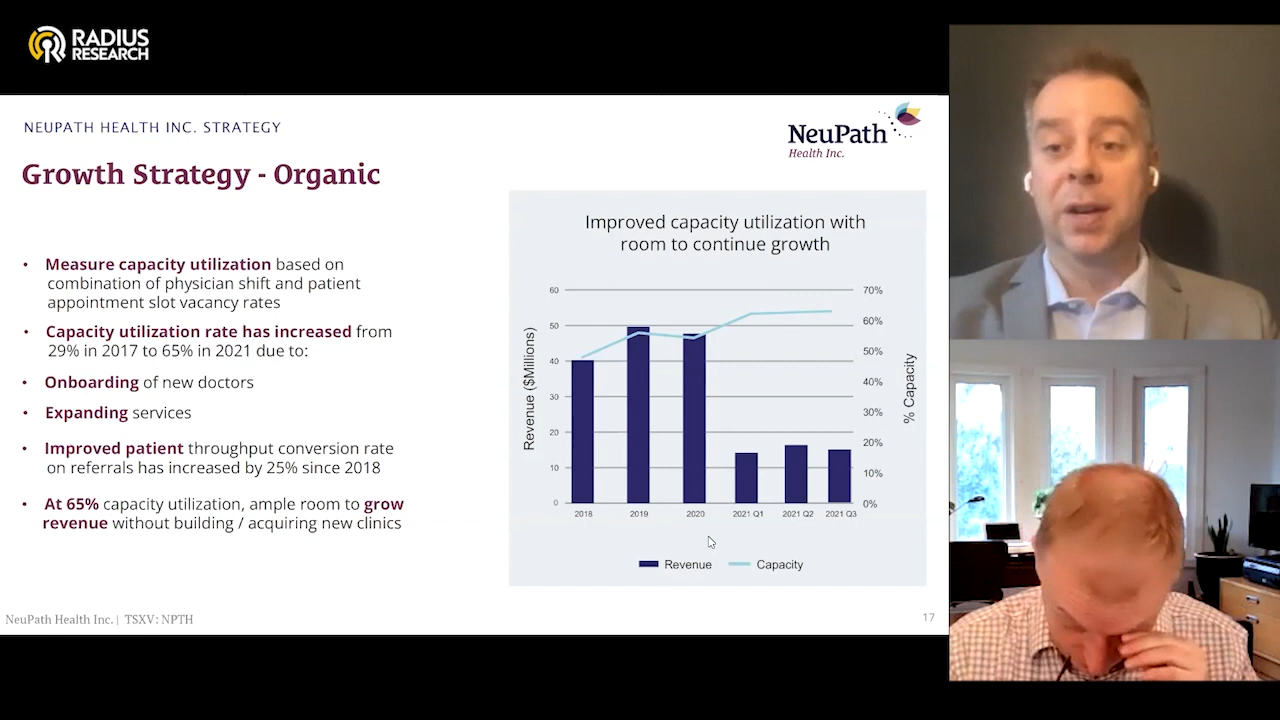 RADIUS
RESEARCH
NEUPATH HEALTH INC. STRATEGY
NeuPath
Health Inc.
Growth Strategy - Organic
• Measure capacity utilization based on
combination of physician shift and patient
appointment slot vacancy rates
• Capacity utilization rate has increased from
29% in 2017 to 65% in 2021 due to:
• Onboarding of new doctors
• Expanding services
• Improved patient throughput conversion rate
on referrals has increased by 25% since 2018
• At 65% capacity utilization, ample room to grow
revenue without building / acquiring new clinics
Improved capacity utilization with
room to continue growth
Revenue ($Millions)
60
50
40
30
20
10
0
70%
60%
50%
40%
30%
20%
10%
0%
% Capacity
2018 2019 2020 2021 Q1 2021 Q2 2021 Q3
Revenue Capacity
NeuPath Health Inc. | TSXV: NPTH
17